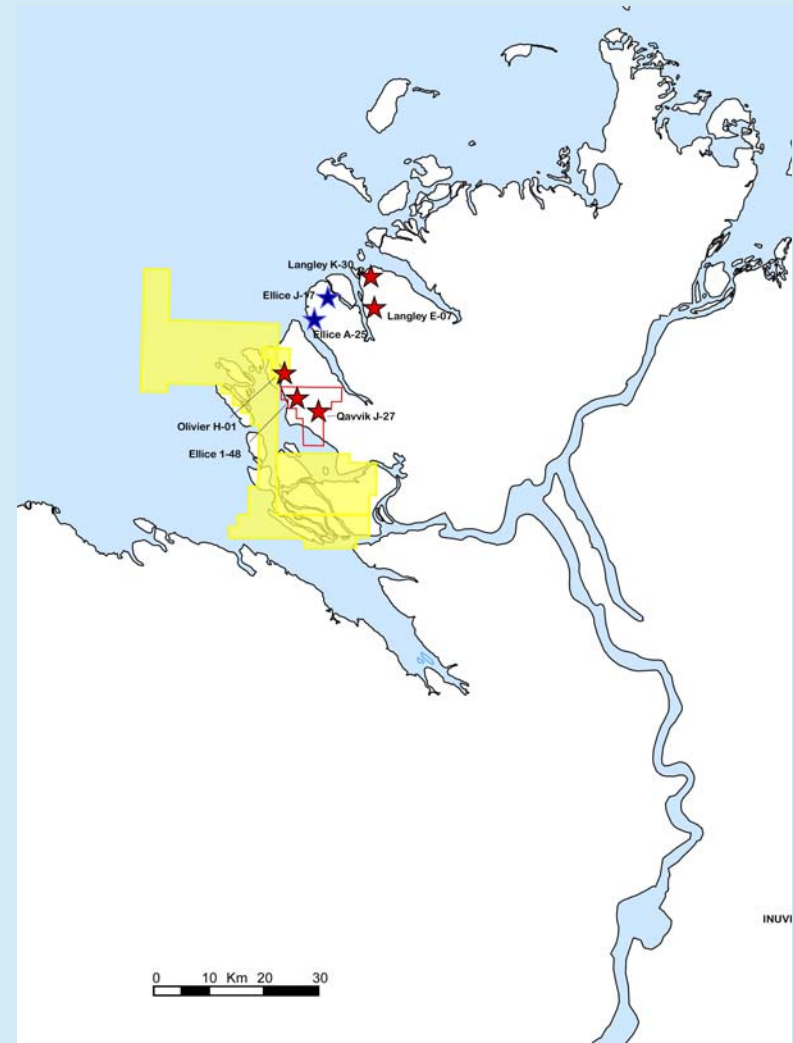 Langley K-30
Ellice J-17
Langley E-07
Ellice A-25
Olivier H-01
Qavvik J-27
Ellice 1-48
INUVI
0 10 Km 20 30